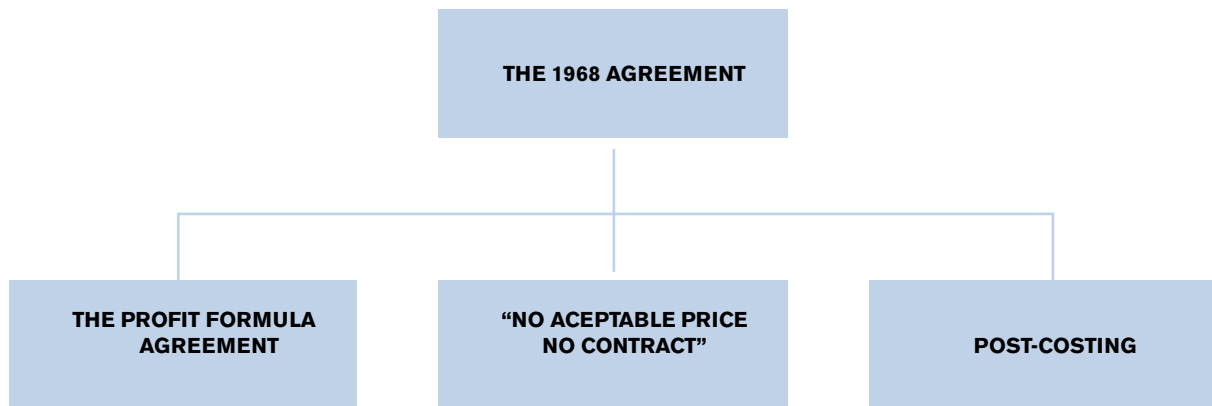 THE 1968 AGREEMENT
THE PROFIT FORMULA
AGREEMENT
“NO ACEPTABLE PRICE
NO CONTRACT”
POST-COSTING